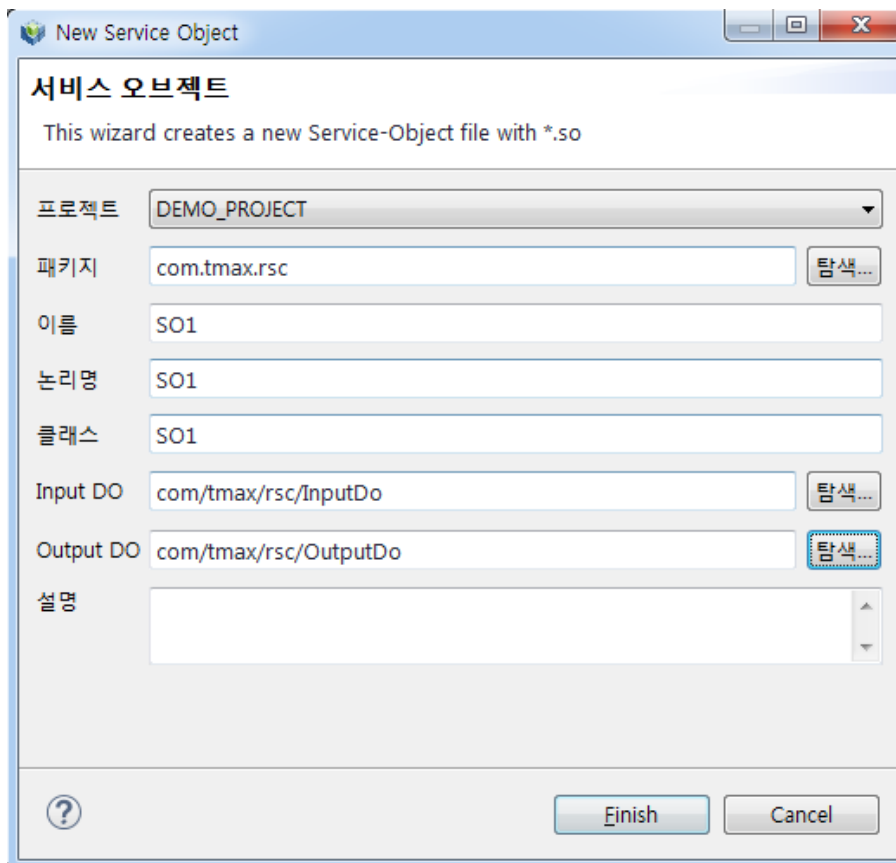 New Service Object
서비스 오브젝트
This wizard creates a new Service-Object file with *.so
프로젝트 DEMO_PROJECT
패키지 com.tmax.rsc 탐색...
이름 SO1
논리명 SO1
클래스 SO1
Input DO com/tmax/rsc/InputDo 탐색...
Output DO com/tmax/rsc/OutputDo 탐색...
설명
Finish Cancel